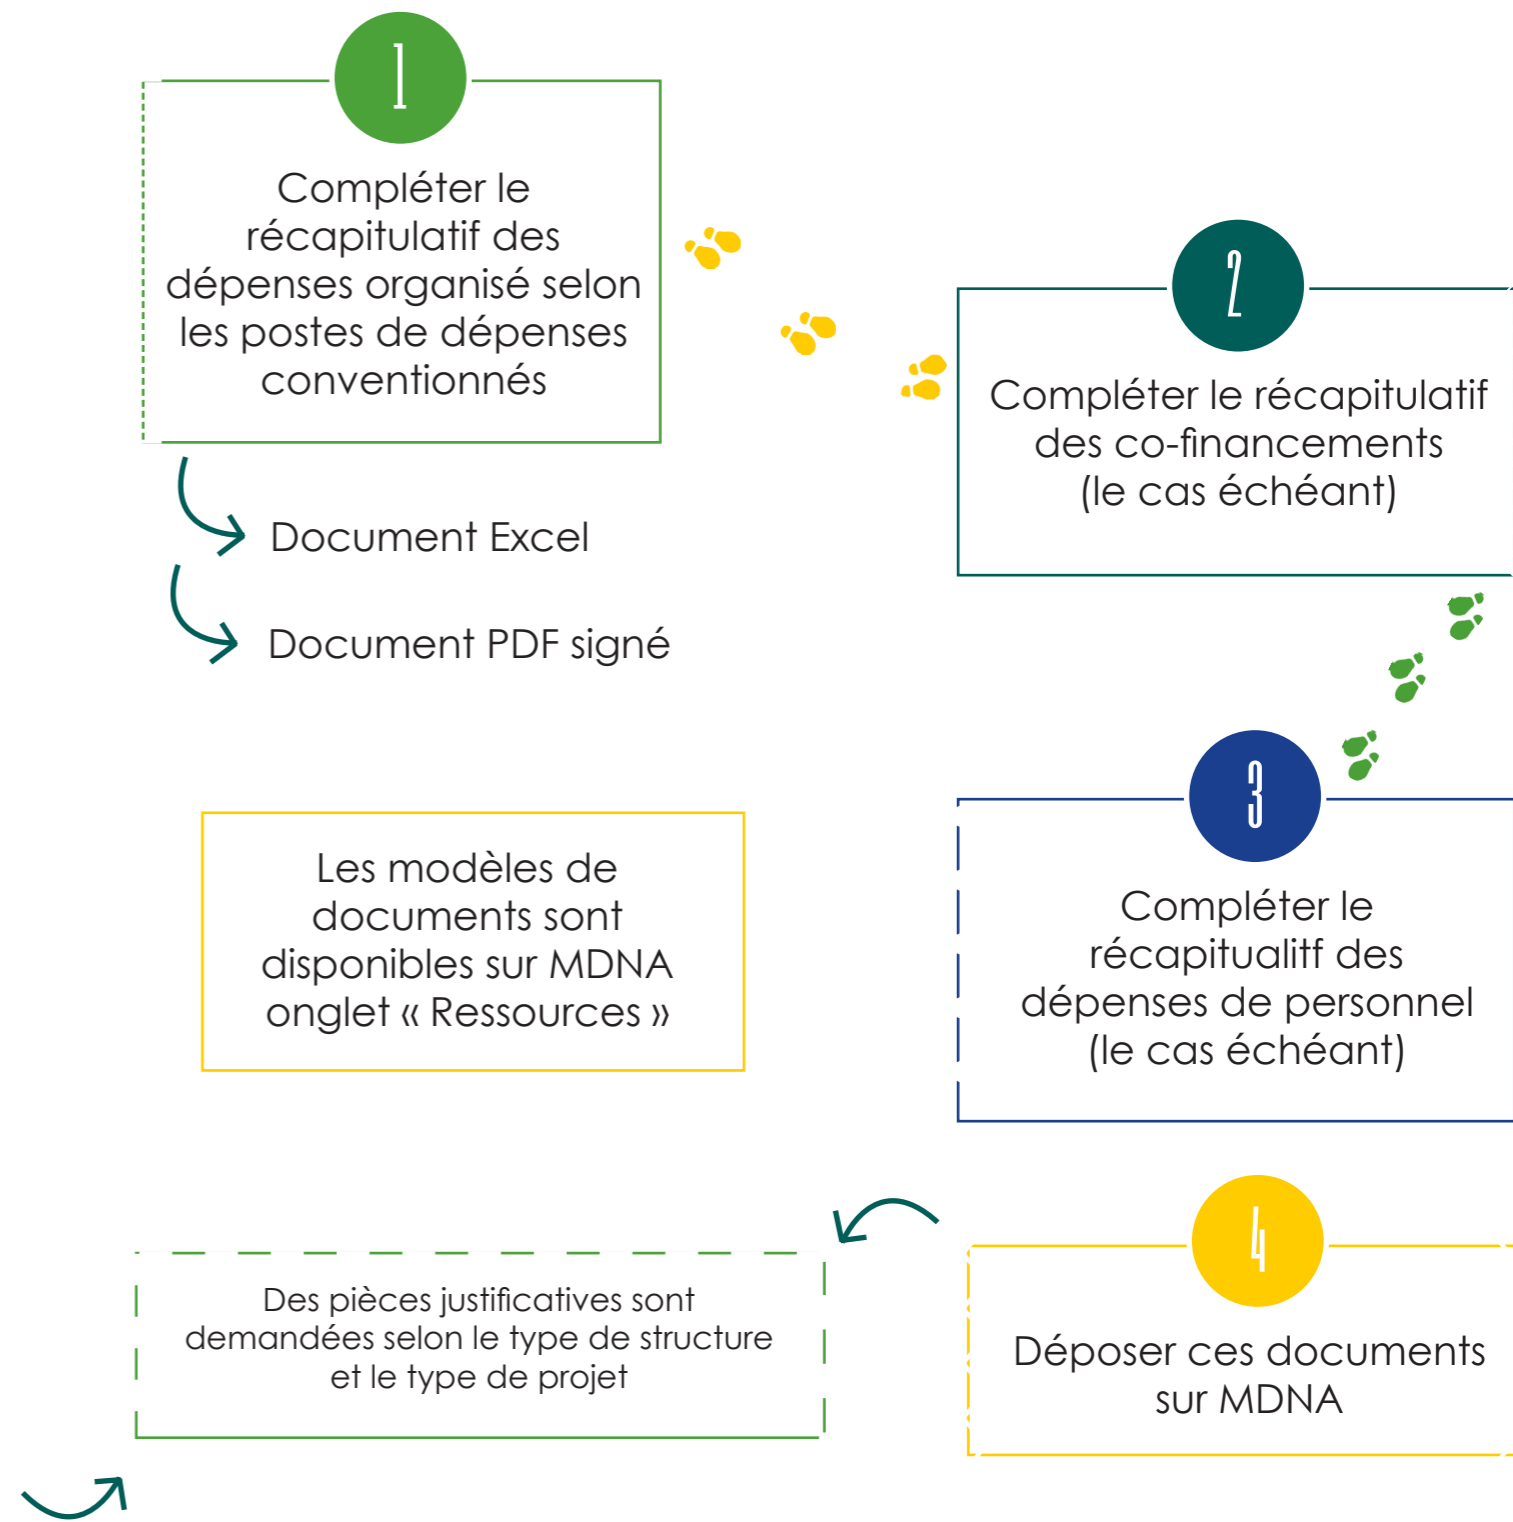 1
Compléter le
récapitulatif des
dépenses organisé selon
les postes de dépenses
conventionnés
Document Excel
Document PDF signé
2
Compléter le récapitulatif
des co-financements
(le cas échéant)
Les modèles de
documents sont
disponibles sur MDNA
onglet « Ressources »
3
Compléter le
récapitualitf des
dépenses de personnel
(le cas échéant)
4
Déposer ces documents
sur MDNA
Des pièces justificatives sont
demandées selon le type de structure
et le type de projet